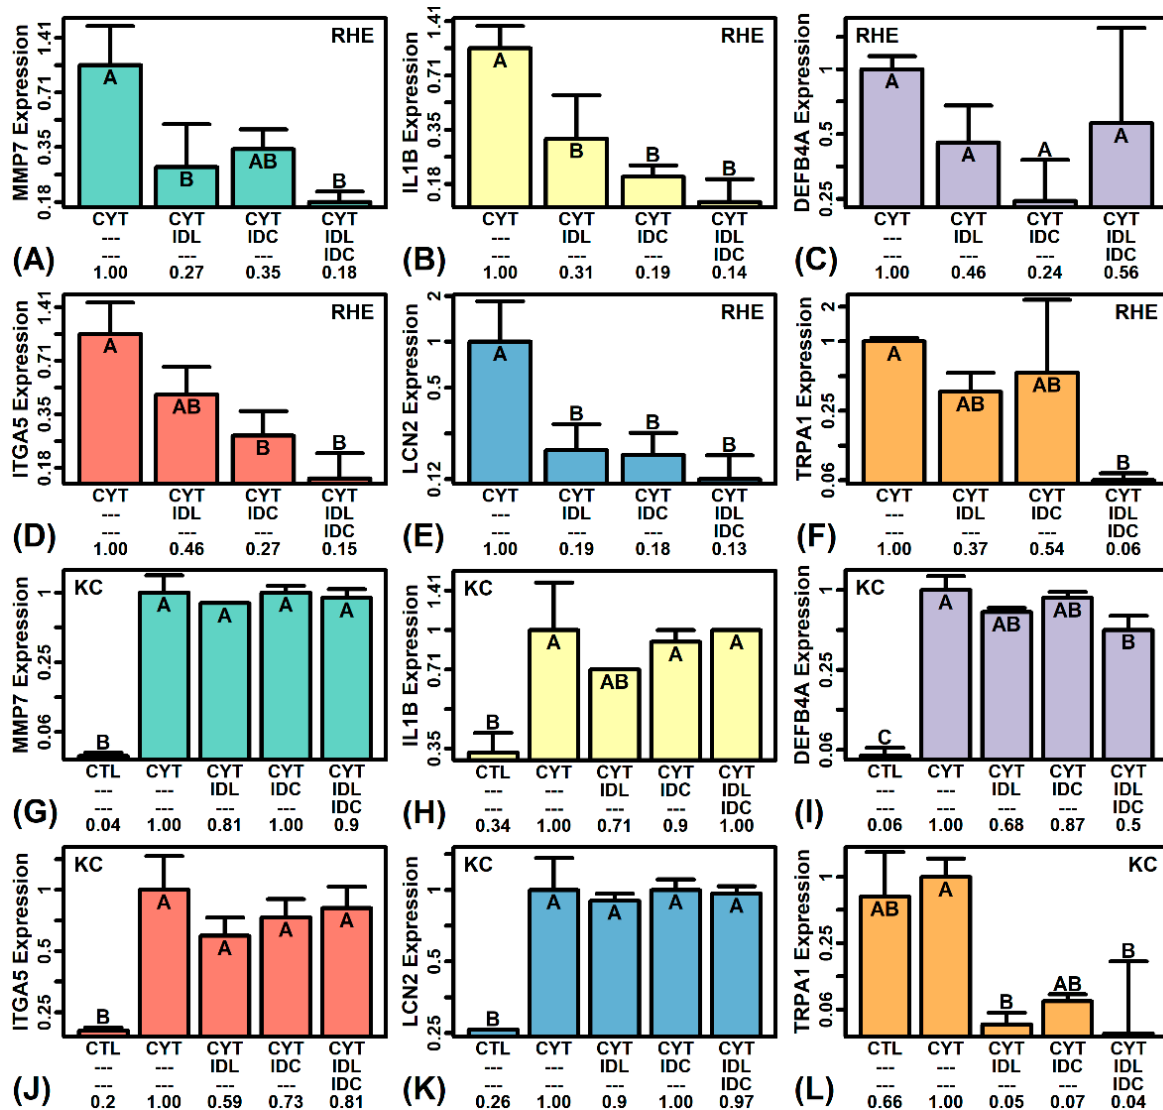 MMP7 Expression
1.41
0.71
0.35
0.18
RHE
A
B
AB
B
CYT CYT CYT CYT
--- IDL --- IDL
--- --- IDC IDC
(A)
1.00 0.27 0.35 0.18
IL1B Expression
1.41
0.71
0.35
0.18
RHE
A
B
B
B
CYT CYT CYT CYT
--- IDL IDC IDL
--- --- --- IDC
(B)
1.00 0.31 0.19 0.14
DEFB4A Expression
1
0.5
0.25
RHE
A
A
A
A
CYT CYT CYT CYT
--- IDL IDC IDL
--- --- --- IDC
(C)
1.00 0.46 0.24 0.56
ITGA5 Expression
1.41
0.71
0.35
0.18
RHE
A
AB
B
B
CYT CYT CYT CYT
--- IDL IDC IDL
--- --- --- IDC
(D)
1.00 0.46 0.27 0.15
LCN2 Expression
2
1
0.5
0.12
RHE
A
B
B
B
CYT CYT CYT CYT
--- IDL IDC IDL
--- --- --- IDC
(E)
1.00 0.19 0.18 0.13
TRPA1 Expression
2
1
0.25
0.06
RHE
A
AB
AB
B
CYT CYT CYT CYT
--- IDL IDC IDL
--- --- --- IDC
(F)
1.00 0.37 0.54 0.06
MMP7 Expression
1
0.25
0.06
KC
B
A
A
A
A
CTL CYT CYT CYT CYT
--- --- IDL IDC IDL
--- --- --- --- IDC
(G)
0.04 1.00 0.81 1.00 0.9
IL1B Expression
1.41
1
0.71
0.35
KC
B
A
AB
A
A
CTL CYT CYT CYT CYT
--- --- IDL IDC IDL
--- --- --- --- IDC
(H)
0.34 1.00 0.71 0.9 1.00
DEFB4A Expression
1
0.25
0.06
KC
C
A
AB
AB
B
CTL CYT CYT CYT CYT
--- --- IDL IDC IDL
--- --- --- --- IDC
(I)
0.06 1.00 0.68 0.87 0.5
ITGA5 Expression
1
0.5
0.25
KC
B
A
A
A
A
CTL CYT CYT CYT CYT
--- --- IDL IDC IDL
--- --- --- --- IDC
(J)
0.2 1.00 0.59 0.73 0.81
LCN2 Expression
1
0.5
0.25
KC
B
A
A
A
A
CTL CYT CYT CYT CYT
--- --- IDL IDC IDL
--- --- --- --- IDC
(K)
0.26 1.00 0.9 1.00 0.97
TRPA1 Expression
1
0.25
0.06
KC
AB
A
B
AB
B
CTL CYT CYT CYT CYT
--- --- IDL IDC IDL
--- --- --- --- IDC
(L)
0.66 1.00 0.05 0.07 0.04